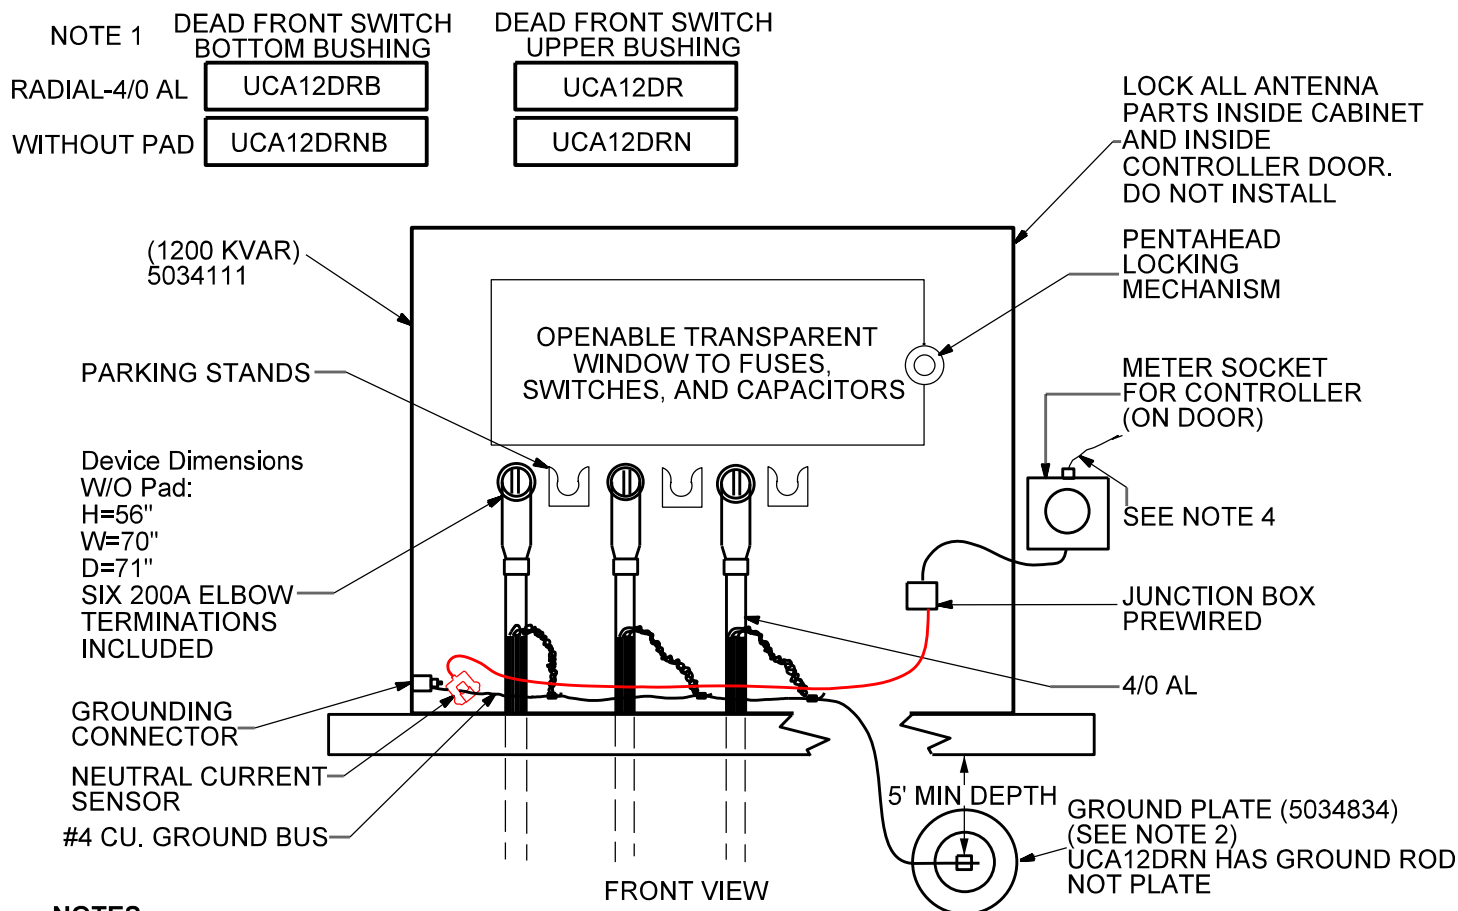 NOTE 1
DEAD FRONT SWITCH
BOTTOM BUSHING
DEAD FRONT SWITCH
UPPER BUSHING
RADIAL-4/0 AL
UCA12DRB
UCA12DR
WITHOUT PAD
UCA12DRNB
UCA12DRN
LOCK ALL ANTENNA
PARTS INSIDE CABINET
AND INSIDE
CONTROLLER DOOR.
DO NOT INSTALL
(1200 KVAR)
5034111
PENTAHEAD
LOCKING
MECHANISM
OPENABLE TRANSPARENT
WINDOW TO FUSES,
SWITCHES, AND CAPACITORS
PARKING STANDS
METER SOCKET
FOR CONTROLLER
(ON DOOR)
Device Dimensions
W/O Pad:
H=56"
W=70"
D=71"
SIX 200A ELBOW
TERMINATIONS
INCLUDED
SEE NOTE 4
JUNCTION BOX
PREWIRED
4/0 AL
GROUNDING
CONNECTOR
NEUTRAL CURRENT
SENSOR
#4 CU. GROUND BUS
5' MIN DEPTH
GROUND PLATE (5034834)
(SEE NOTE 2)
UCA12DRN HAS GROUND ROD
NOT PLATE
FRONT VIEW
NOTES